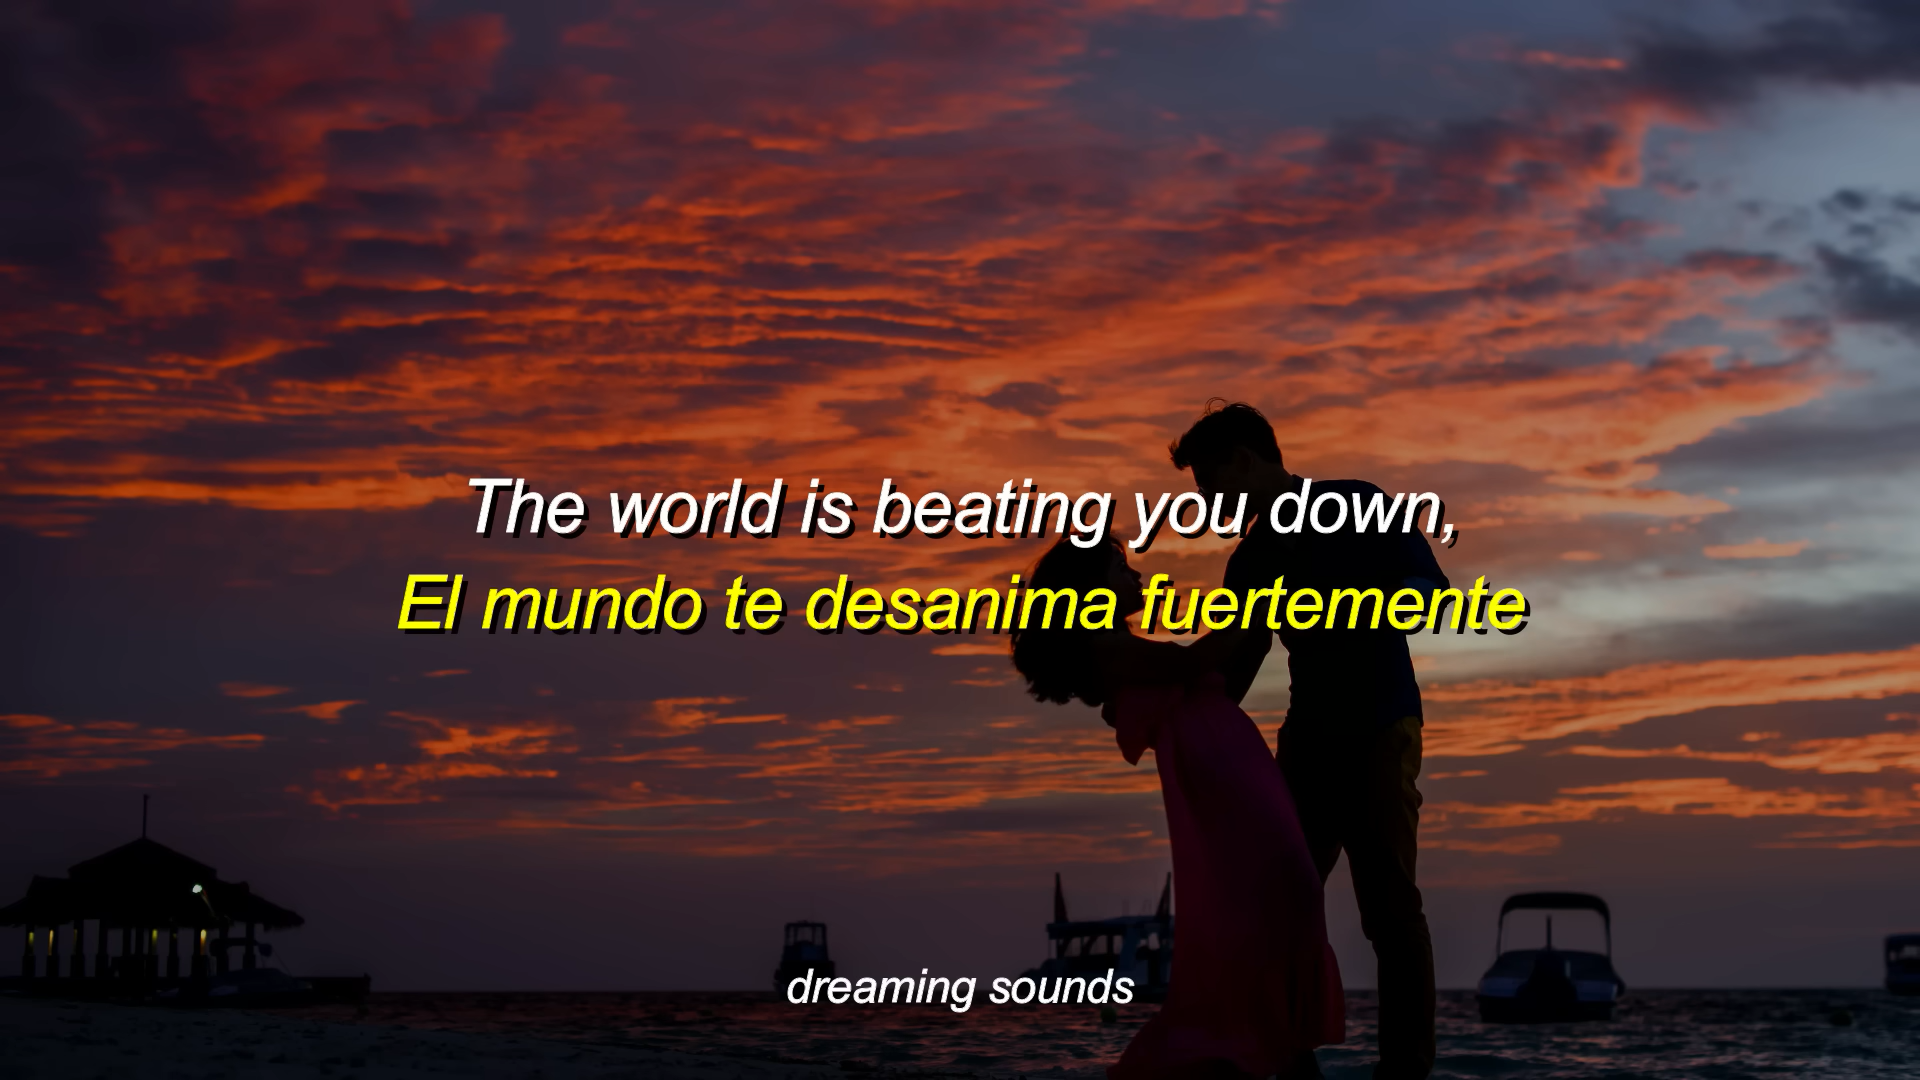 The world is beating you down,
El mundo te desanima fuertemente
dreaming sounds